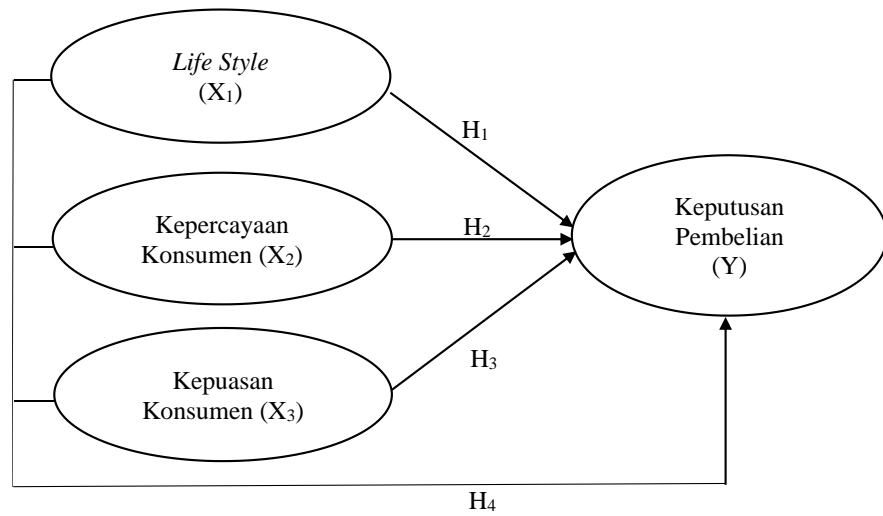 Life Style
(X₁)
H₁
Kepercayaan
Konsumen (X₂)
H₂
Keputusan
Pembelian
(Y)
Kepuasan
Konsumen (X₃)
H₃
H₄